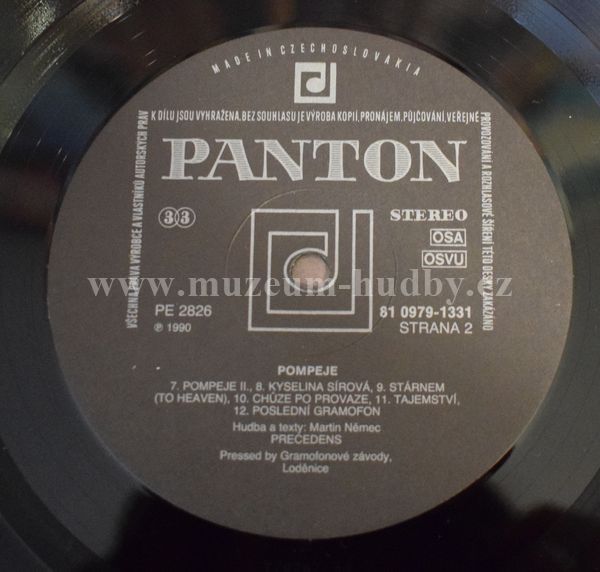 MADE IN CZECHOSLOVAKIA
VŠECHNA PRÁVA VÝROBCE A VLASTNÍKŮ AUTORSKÝCH PRÁV
K DÍLU JSOU VYHRAŽENA. BEZ SOUHLASU JE VÝROBA KOPIÍ, PRONÁJEM, PŮJČOVÁNÍ, VEŘEJNÉ
PROVOZOVÁNÍ A ROZHLASOVÉ ŠÍŘENÍ TÉTO DESKY ZAKÁZÁNO
PANTON
33
STEREO
OSA
OSVU
www.muzeum-hudby.cz
PE 2826
℗ 1990
81 0979-1331
STRANA 2
POMPEJE
7. POMPEJE II., 8. KYSELINA SÍROVÁ, 9. STÁRNEM
(TO HEAVEN), 10. CHŮZE PO PROVAZE, 11. TAJEMSTVÍ,
12. POSLEDNÍ GRAMOFON
Hudba a texty: Martin Němec
PRECEDENS
Pressed by Gramofonové závody,
Loděnice